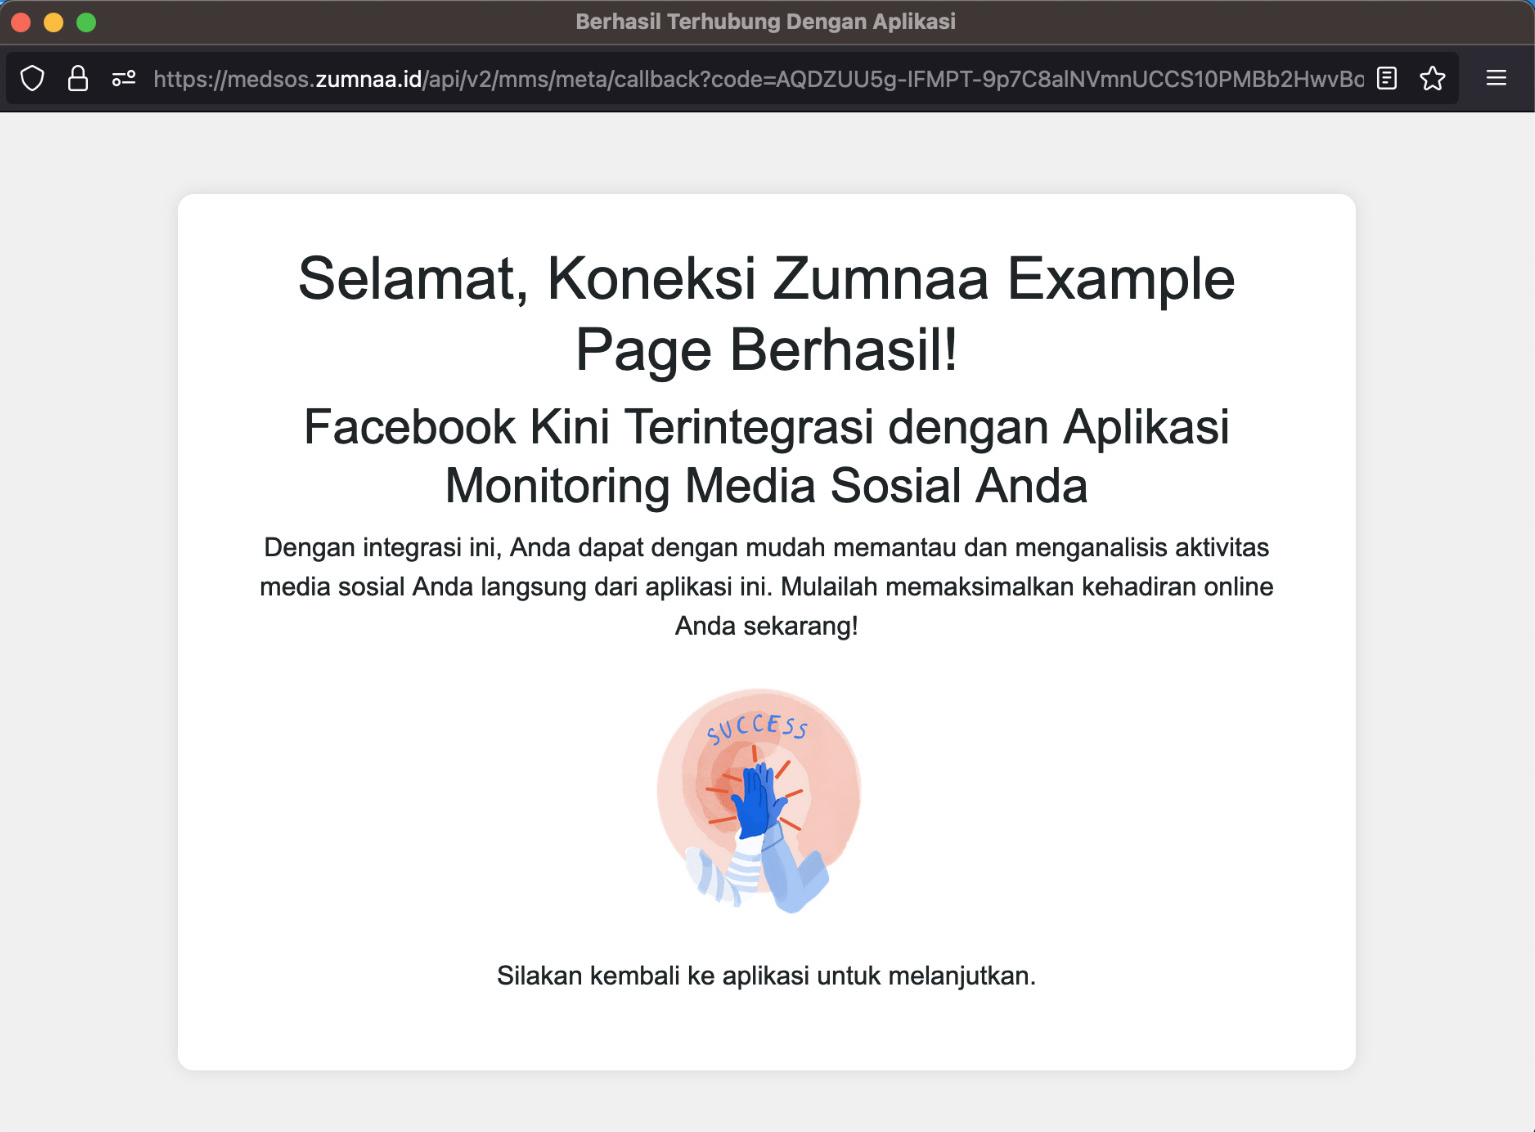 Berhasil Terhubung Dengan Aplikasi
https://medsos.zumnaa.id/api/v2/mms/meta/callback?code=AQDZUU5g-IFMPT-9p7C8alNVmnUCCS10PMBb2HwvBo
Selamat, Koneksi Zumnaa Example
Page Berhasil!
Facebook Kini Terintegrasi dengan Aplikasi
Monitoring Media Sosial Anda
Dengan integrasi ini, Anda dapat dengan mudah memantau dan menganalisis aktivitas
media sosial Anda langsung dari aplikasi ini. Mulailah memaksimalkan kehadiran online
Anda sekarang!
SUCCESS
Silakan kembali ke aplikasi untuk melanjutkan.